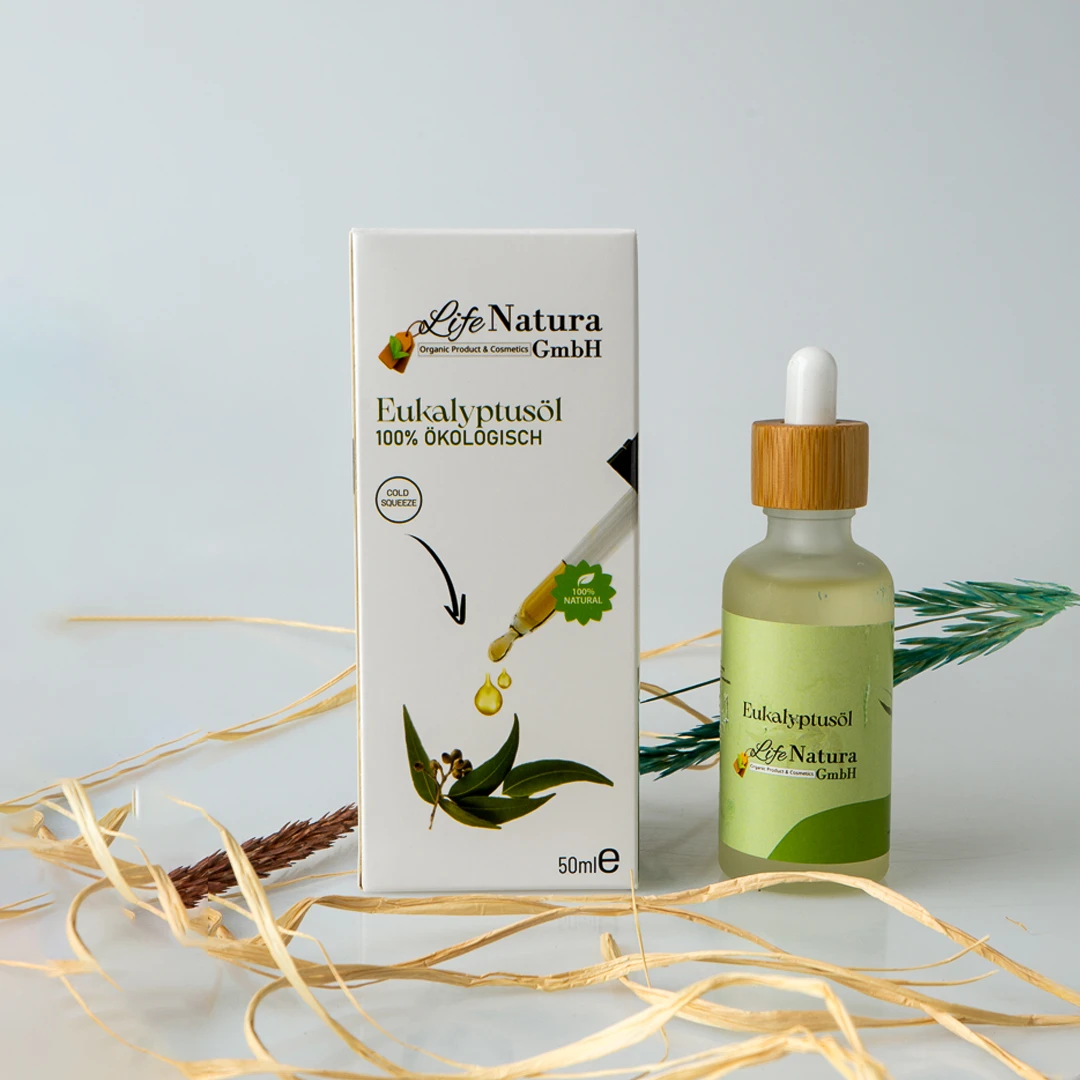 Life Natura
Organic Product & Cosmetics GmbH
Eukalyptusöl
100% ÖKOLOGISCH
COLD
SQUEEZE
100%
NATURAL
50ml e
Eukalyptusöl
Life Natura
Organic Product & Cosmetics GmbH